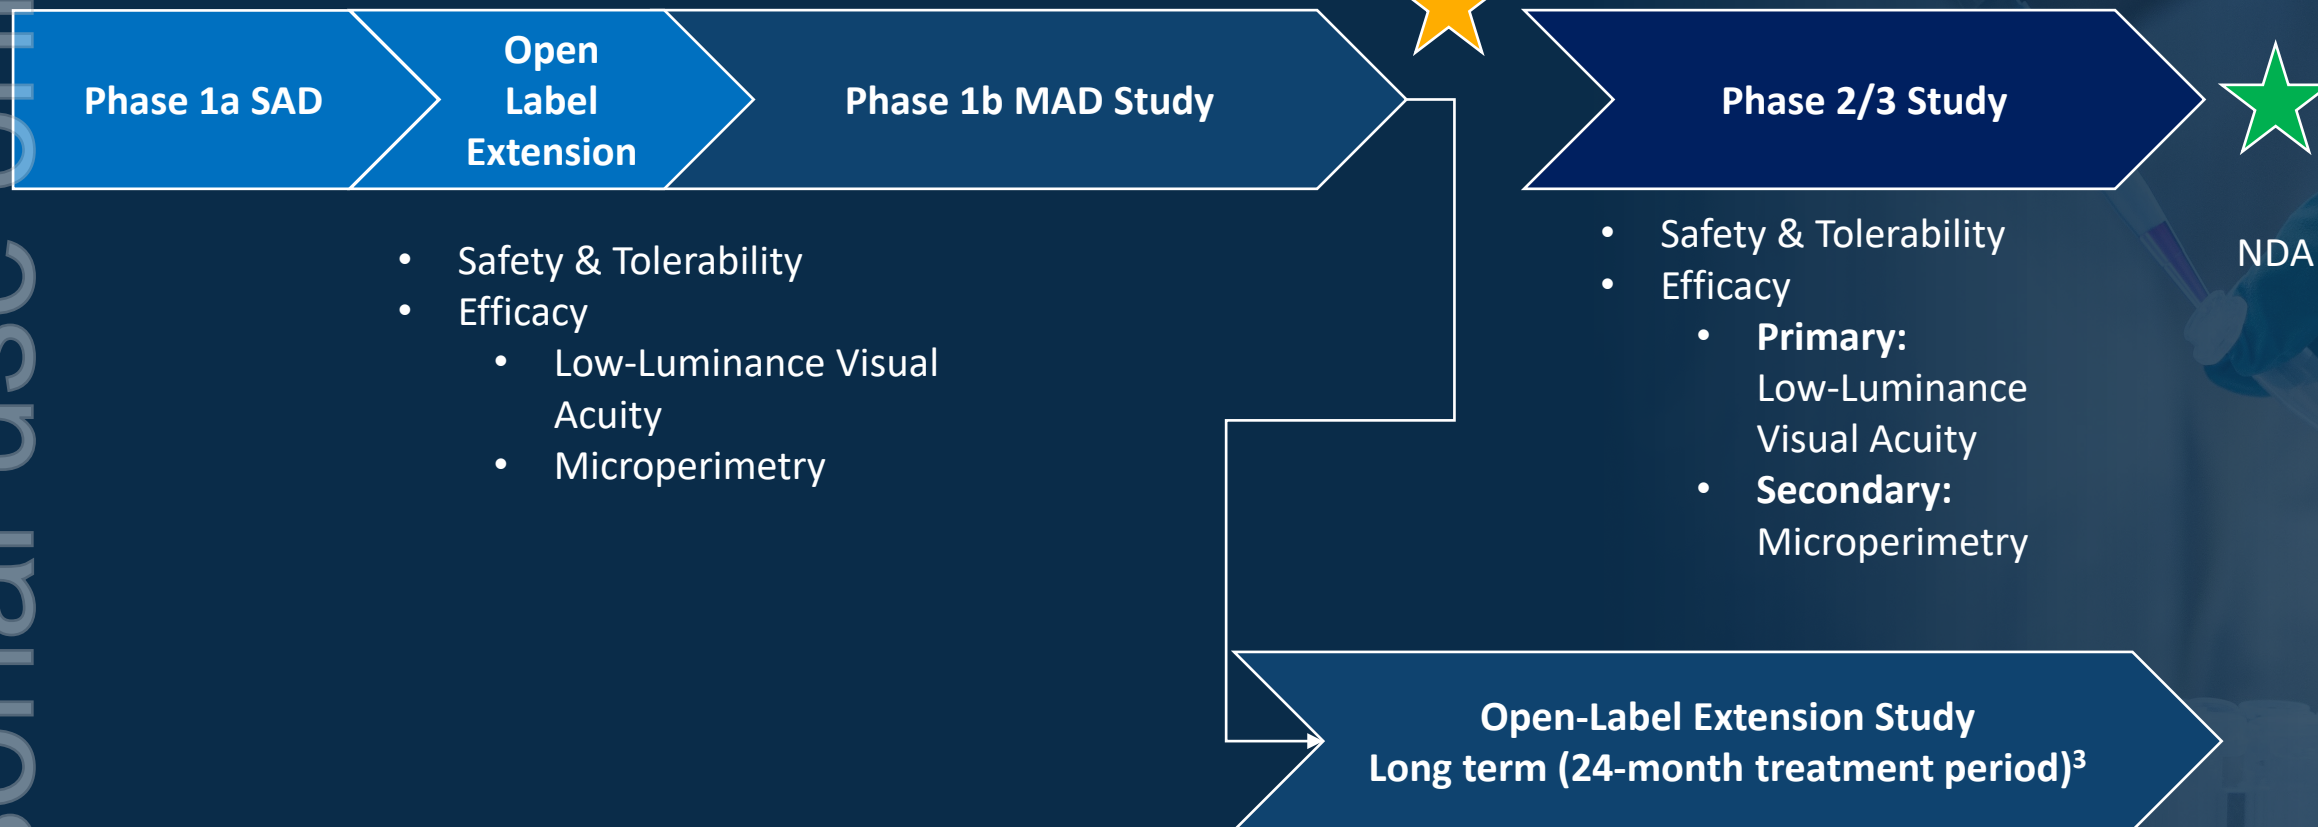 Phase 1a SAD
Open
Label
Extension
Phase 1b MAD Study
Phase 2/3 Study
• Safety & Tolerability
• Efficacy
• Low-Luminance Visual
Acuity
• Microperimetry
• Safety & Tolerability
• Efficacy
• Primary:
Low-Luminance
Visual Acuity
• Secondary:
Microperimetry
NDA
Open-Label Extension Study
Long term (24-month treatment period)³
use